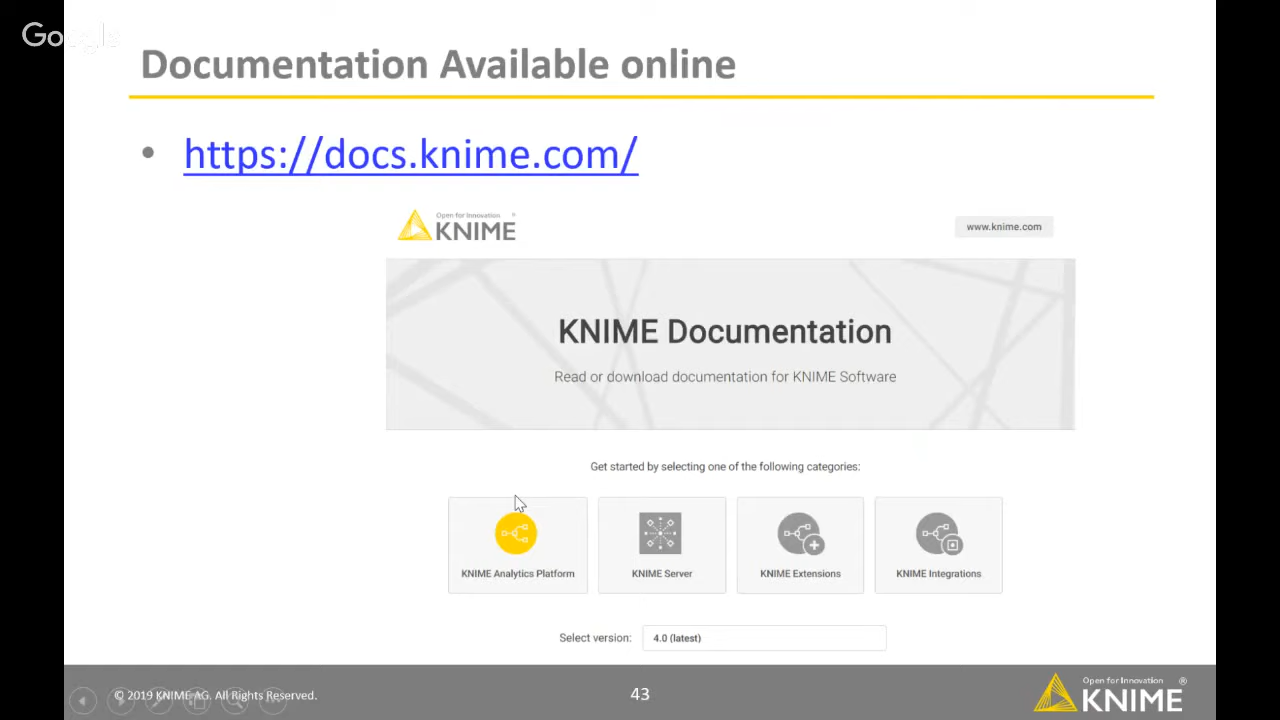 Google
Documentation Available online
• https://docs.knime.com/
Open for Innovation ®
KNIME
www.knime.com
KNIME Documentation
Read or download documentation for KNIME Software
Get started by selecting one of the following categories:
KNIME Analytics Platform
KNIME Server
KNIME Extensions
KNIME Integrations
Select version: 4.0 (latest)
© 2019 KNIME AG. All Rights Reserved.
43
Open for Innovation ®
KNIME